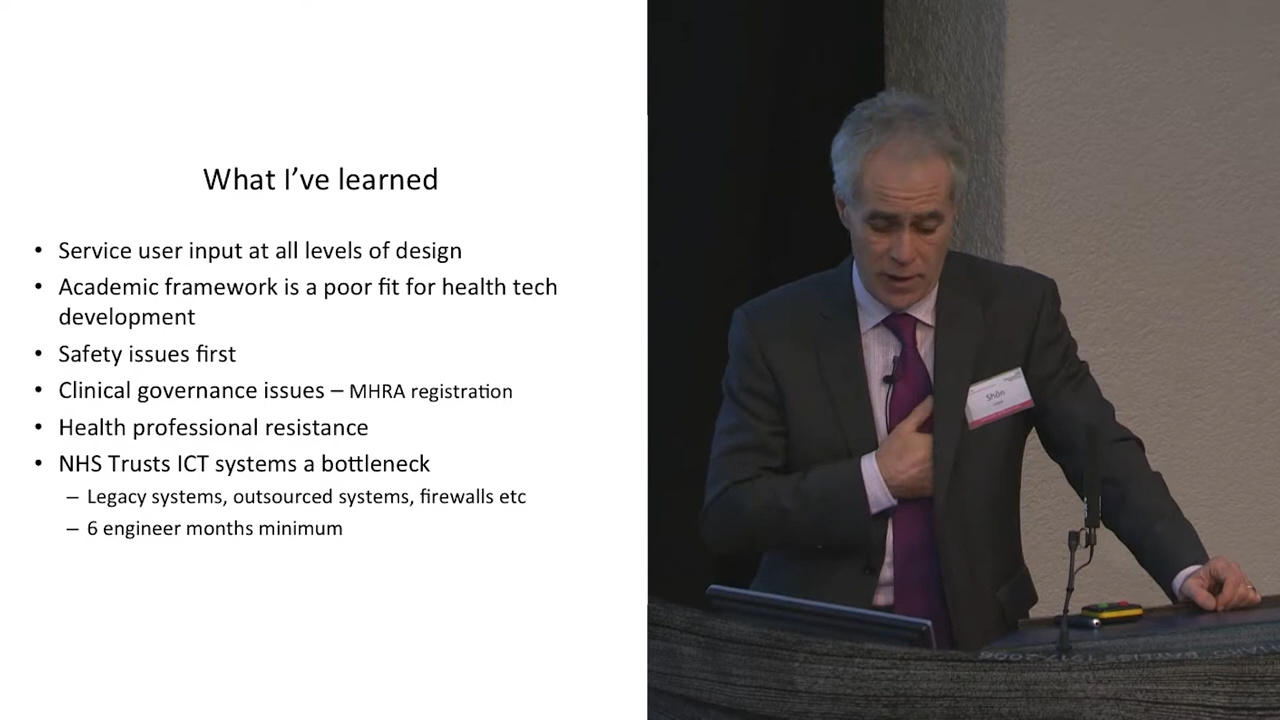 What I’ve learned
• Service user input at all levels of design
• Academic framework is a poor fit for health tech
development
• Safety issues first
• Clinical governance issues – MHRA registration
• Health professional resistance
• NHS Trusts ICT systems a bottleneck
– Legacy systems, outsourced systems, firewalls etc
– 6 engineer months minimum
Shôn